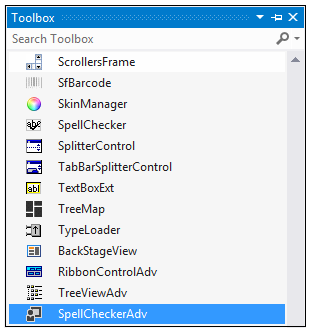 Toolbox
Search Toolbox
ScrollersFrame
SfBarcode
SkinManager
SpellChecker
SplitterControl
TabBarSplitterControl
TextBoxExt
TreeMap
TypeLoader
BackStageView
RibbonControlAdv
TreeViewAdv
SpellCheckerAdv